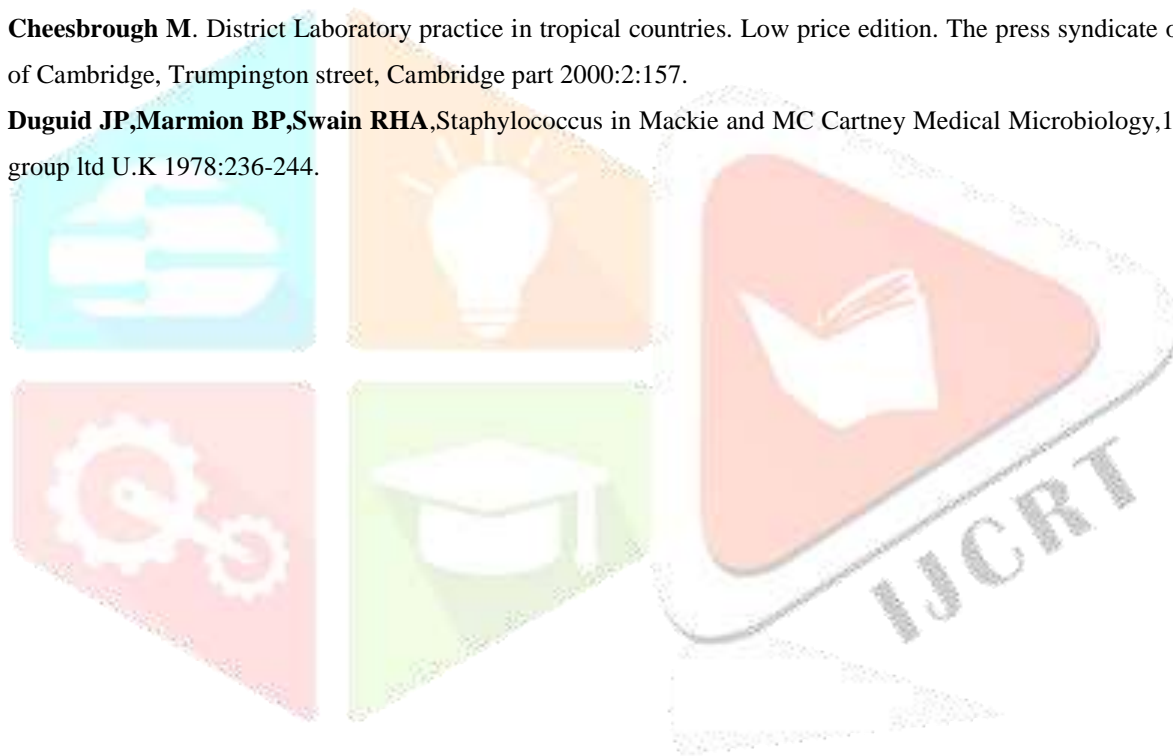 Cheesbrough M. District Laboratory practice in tropical countries. Low price edition. The press syndicate
of Cambridge, Trumpington street, Cambridge part 2000:2:157.
Duguid JP,Marmion BP,Swain RHA,Staphylococcus in Mackie and MC Cartney Medical Microbiology,1
group ltd U.K 1978:236-244.
IJCRT